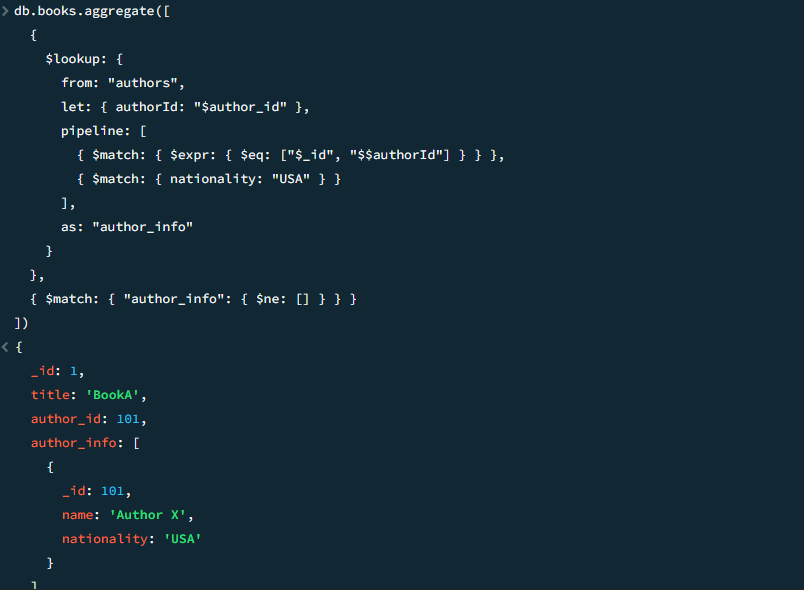 > db.books.aggregate([
  {
    $lookup: {
      from: "authors",
      let: { authorId: "$author_id" },
      pipeline: [
        { $match: { $expr: { $eq: ["$_id", "$$authorId"] } } },
        { $match: { nationality: "USA" } }
      ],
      as: "author_info"
    }
  },
  { $match: { "author_info": { $ne: [] } } }
])
< {
  _id: 1,
  title: 'BookA',
  author_id: 101,
  author_info: [
    {
      _id: 101,
      name: 'Author X',
      nationality: 'USA'
    }
  ]